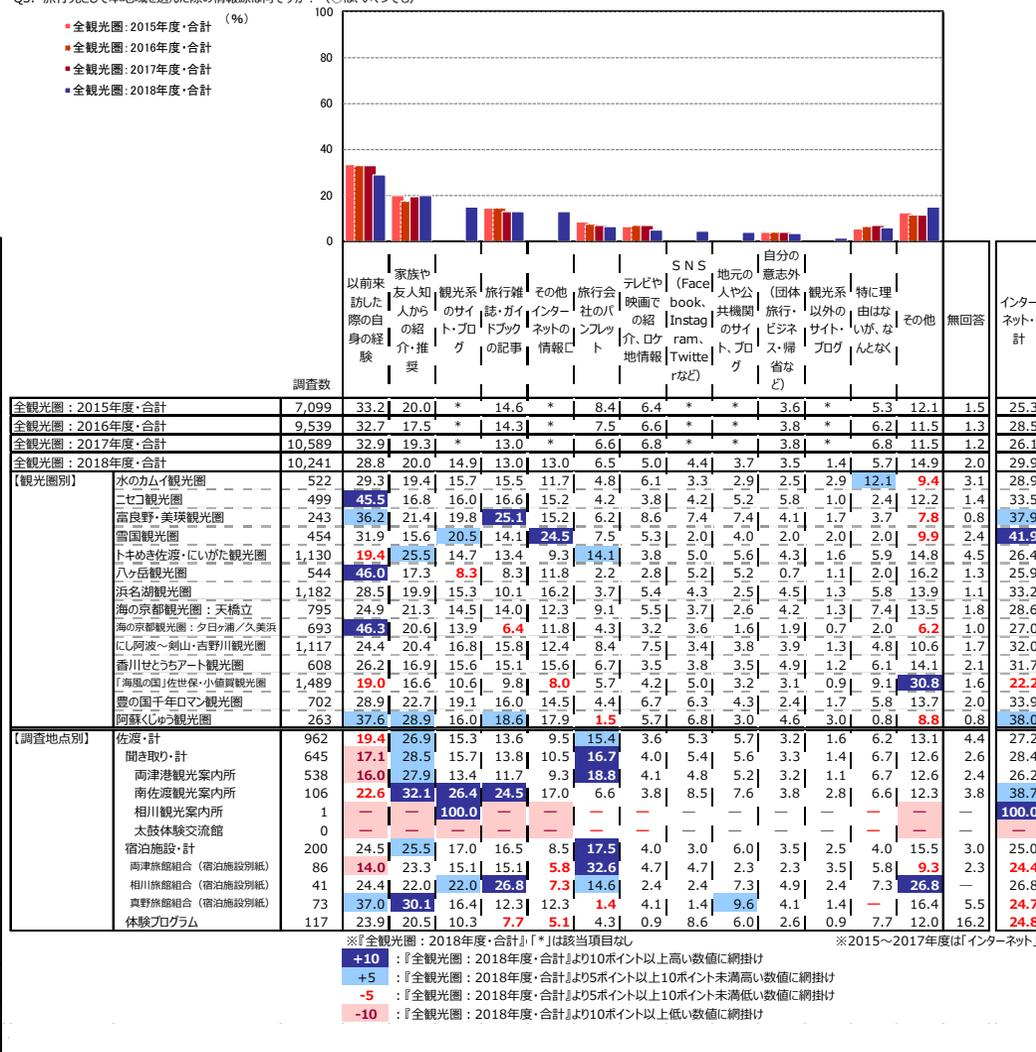 全観光圏：2015年度・合計
全観光圏：2016年度・合計
全観光圏：2017年度・合計
全観光圏：2018年度・合計
（%）
100
80
60
40
20
0
調査数
以前来訪した際の自身の経験
家族や友人知人からの紹介・推奨
観光系のサイト・ブログ
旅行雑誌・ガイドブックの記事
その他インターネットの情報
旅行会社のパンフレット
テレビや映画での紹介、ロケ地情報
ＳＮＳ（Facebook、Instagram、Twitterなど）
地元の人や公共機関のサイト、ブログ
自分の意志外（団体旅行・ビジネス・帰省など）
観光系以外のサイト・ブログ
特に理由はないが、なんとなく
その他
無回答
インターネット・計
全観光圏：2015年度・合計 7,099 33.2 20.0 * 14.6 * 8.4 6.4 * * 3.6 * 5.3 12.1 1.5 25.3
全観光圏：2016年度・合計 9,539 32.7 17.5 * 14.3 * 7.5 6.6 * * 3.8 * 6.2 11.5 1.3 28.5
全観光圏：2017年度・合計 10,589 32.9 19.3 * 13.0 * 6.6 6.8 * * 3.8 * 6.8 11.5 1.2 26.1
全観光圏：2018年度・合計 10,241 28.8 20.0 14.9 13.0 13.0 6.5 5.0 4.4 3.7 3.5 1.4 5.7 14.9 2.0 29.9
【観光圏別】 水のカムイ観光圏 522 29.3 19.4 15.7 15.5 11.7 4.8 6.1 3.3 2.9 2.5 2.9 12.1 9.4 3.1 28.9
ニセコ観光圏 499 45.5 16.8 16.0 16.6 15.2 4.2 3.8 4.2 5.2 5.8 1.0 2.4 12.2 1.4 33.5
富良野・美瑛観光圏 243 36.2 21.4 19.8 25.1 15.2 6.2 8.6 7.4 7.4 4.1 1.7 3.7 7.8 0.8 37.9
雪国観光圏 454 31.9 15.6 20.5 14.1 24.5 7.5 5.3 2.0 4.0 2.0 2.0 2.0 9.9 2.4 41.9
トキめき佐渡・にいがた観光圏 1,130 19.4 25.5 14.7 13.4 9.3 14.1 3.8 5.0 5.6 4.3 1.6 5.9 14.8 4.5 26.4
八ヶ岳観光圏 544 46.0 17.3 8.3 8.3 11.8 2.2 2.8 5.2 5.2 0.7 1.1 2.0 16.2 1.3 25.9
浜名湖観光圏 1,182 28.5 19.9 15.3 10.1 16.2 3.7 5.4 4.3 2.5 4.5 1.3 5.8 13.9 1.1 33.2
海の京都観光圏：天橋立 795 24.9 21.3 14.5 14.0 12.3 9.1 5.5 3.7 2.6 4.2 1.3 7.4 13.5 1.8 28.6
海の京都観光圏：夕日ヶ浦／久美浜 693 46.3 20.6 13.9 6.4 11.8 4.3 3.2 3.6 1.6 1.9 0.7 2.0 6.2 1.0 27.0
にし阿波～剣山・吉野川観光圏 1,117 24.4 20.4 16.8 15.8 12.4 8.4 7.5 3.4 3.8 3.9 1.3 4.8 10.6 1.7 32.0
香川せとうちアート観光圏 608 26.2 16.9 15.6 15.1 15.6 6.7 3.5 3.8 3.5 4.9 1.2 6.1 14.1 2.1 31.7
「海風の国」佐世保・小値賀観光圏 1,489 19.0 16.6 10.6 9.8 8.0 5.7 4.2 5.0 3.2 3.1 0.9 9.1 30.8 1.6 22.2
豊の国千年ロマン観光圏 702 28.9 22.7 19.1 16.0 14.5 4.4 6.7 6.3 4.3 2.4 1.7 5.8 13.7 2.0 33.9
阿蘇くじゅう観光圏 263 37.6 28.9 16.0 18.6 17.9 1.5 5.7 6.8 3.0 4.6 3.0 0.8 8.8 0.8 38.0
【調査地点別】 佐渡・計 962 19.4 26.9 15.3 13.6 9.5 15.4 3.6 5.3 5.7 3.2 1.6 6.2 13.1 4.4 27.2
聞き取り・計 645 17.1 28.5 15.7 13.8 10.5 16.7 4.0 5.4 5.6 3.3 1.4 6.7 12.6 2.6 28.4
両津港観光案内所 538 16.0 27.9 13.4 11.7 9.3 18.8 4.1 4.8 5.2 3.2 1.1 6.7 12.6 2.4 26.2
南佐渡観光案内所 106 22.6 32.1 26.4 24.5 17.0 6.6 3.8 8.5 7.6 3.8 2.8 6.6 12.3 3.8 38.7
相川観光案内所 1 — — 100.0 — — — — — — — — — — — 100.0
太鼓体験交流館 0 — — — — — — — — — — — — — — —
宿泊施設・計 200 24.5 25.5 17.0 16.5 8.5 17.5 4.0 3.0 6.0 3.5 2.5 4.0 15.5 3.0 25.0
両津旅館組合（宿泊施設別紙） 86 14.0 23.3 15.1 15.1 5.8 32.6 4.7 4.7 2.3 2.3 3.5 5.8 9.3 2.3 24.4
相川旅館組合（宿泊施設別紙） 41 24.4 22.0 22.0 26.8 7.3 14.6 2.4 2.4 7.3 4.9 2.4 7.3 26.8 — 26.8
真野旅館組合（宿泊施設別紙） 73 37.0 30.1 16.4 12.3 12.3 1.4 4.1 1.4 9.6 4.1 1.4 — 16.4 5.5 24.7
体験プログラム 117 23.9 20.5 10.3 7.7 5.1 4.3 0.9 8.6 6.0 2.6 0.9 7.7 12.0 16.2 24.8
※『全観光圏：2018年度・合計』「*」は該当項目なし
※2015～2017年度は「インターネット」
+10 ：『全観光圏：2018年度・合計』より10ポイント以上高い数値に網掛け
+5 ：『全観光圏：2018年度・合計』より5ポイント以上10ポイント未満高い数値に網掛け
-5 ：『全観光圏：2018年度・合計』より5ポイント以上10ポイント未満低い数値に網掛け
-10 ：『全観光圏：2018年度・合計』より10ポイント以上低い数値に網掛け